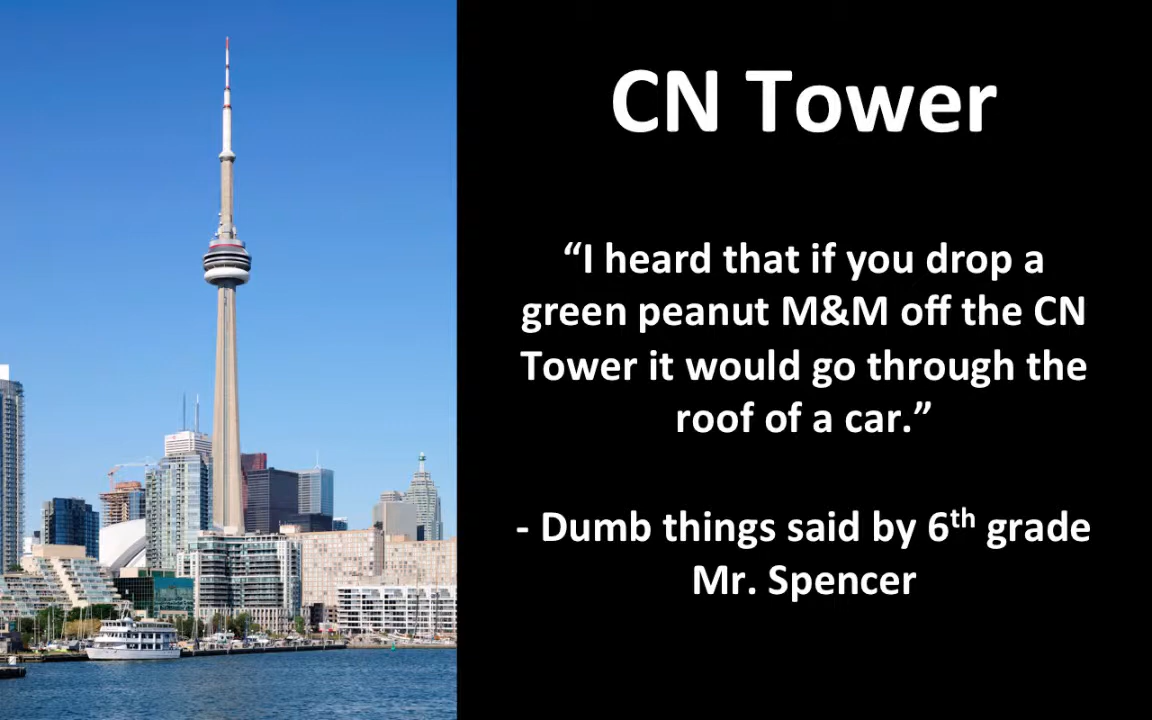 CN Tower
“I heard that if you drop a
green peanut M&M off the CN
Tower it would go through the
roof of a car.”
- Dumb things said by 6th grade
Mr. Spencer